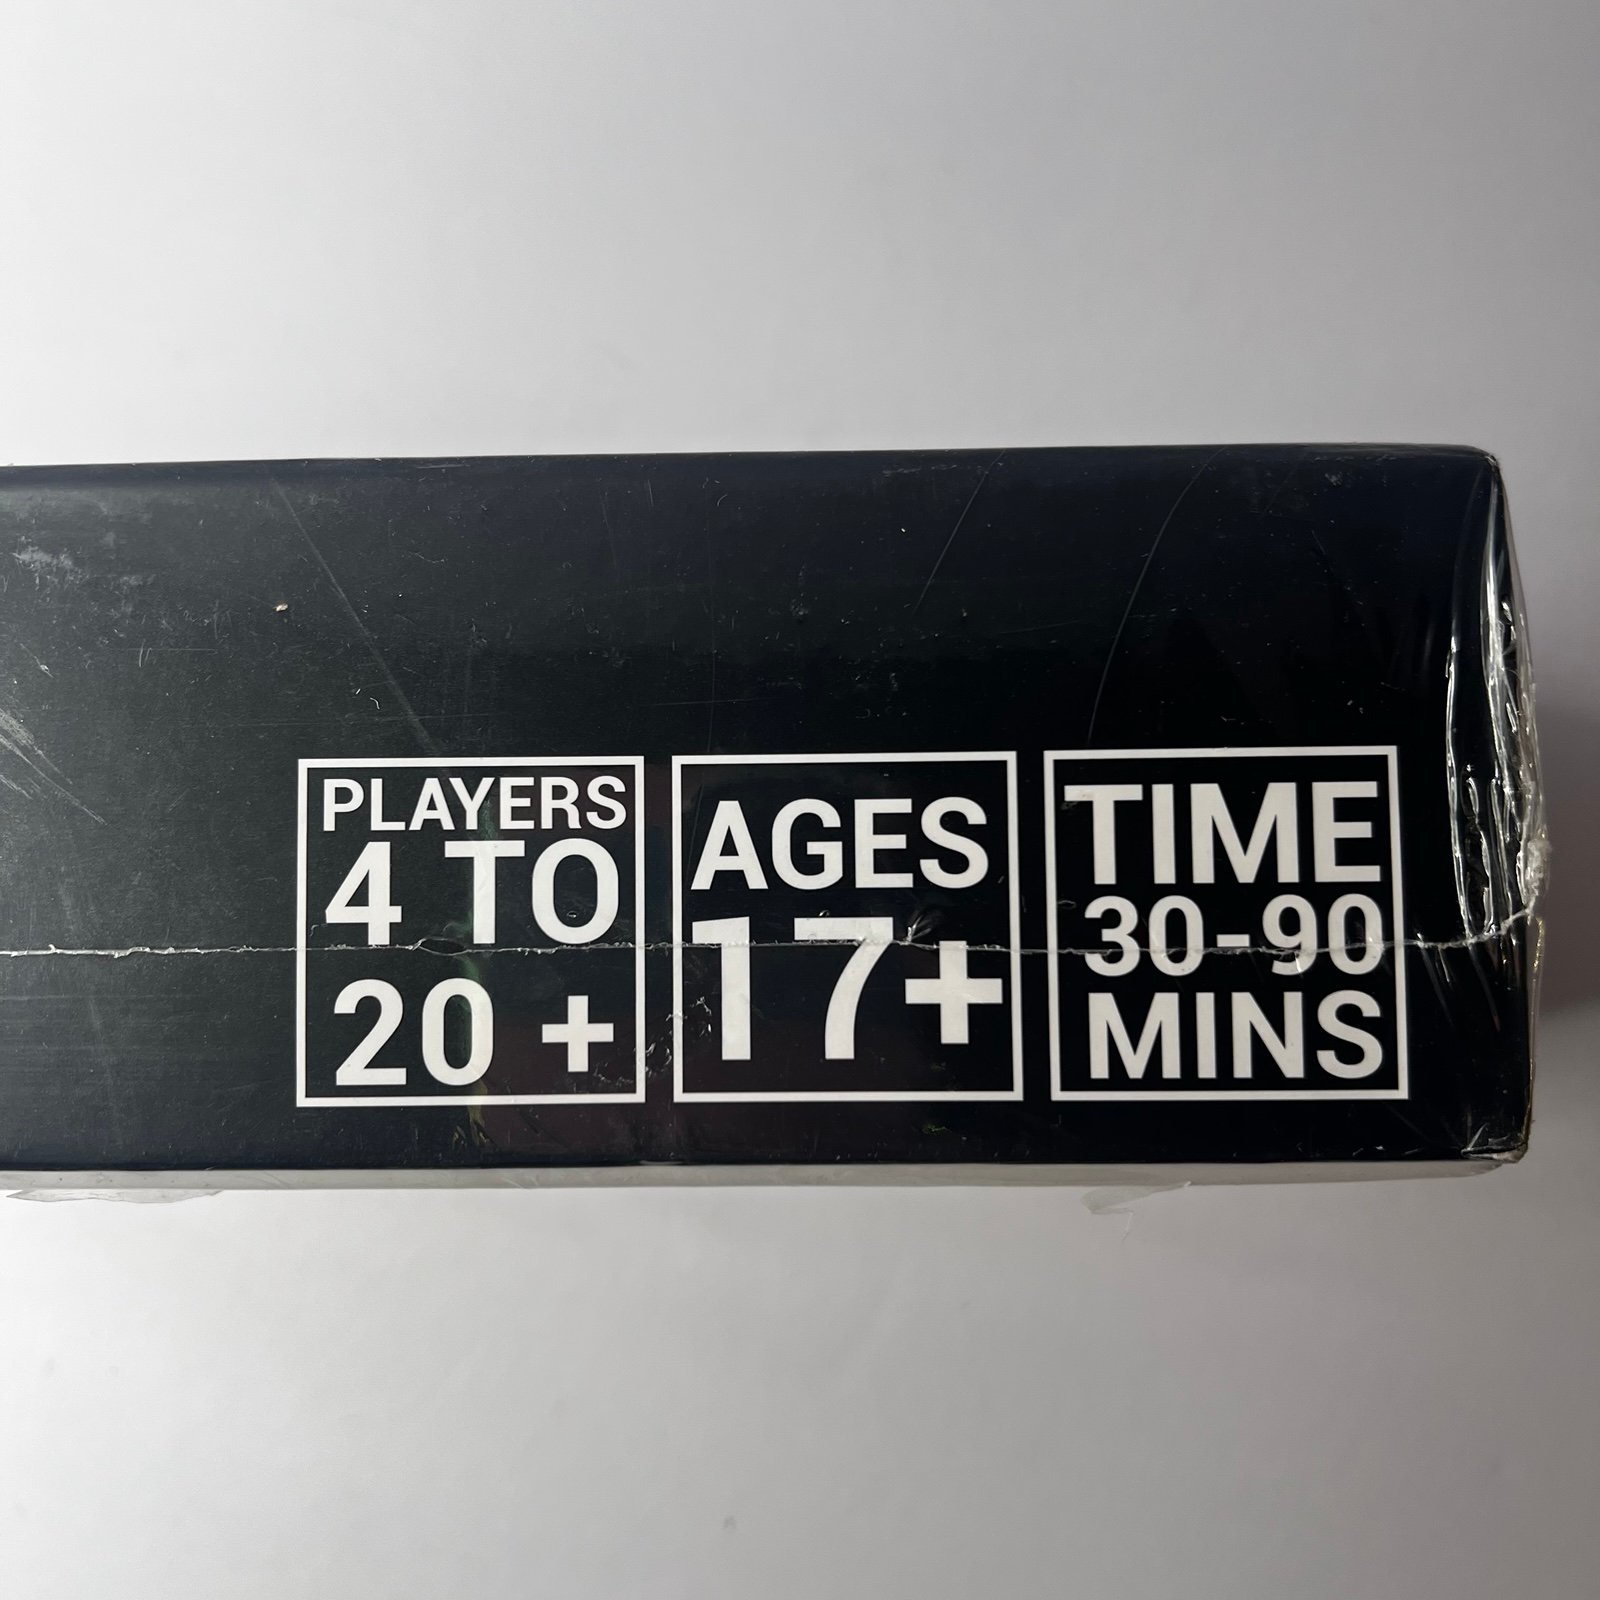 PLAYERS
4 TO
20 +
AGES
17+
TIME
30-90
MINS